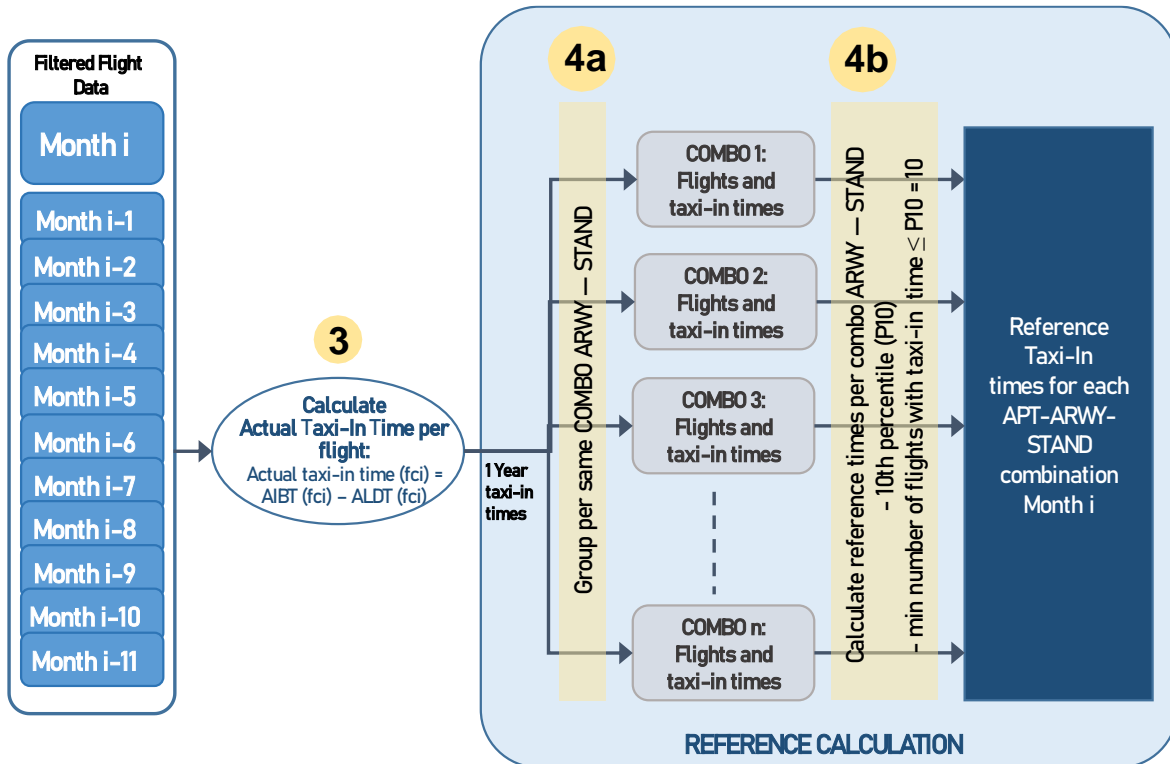 Filtered Flight
Data
Month i
Month i-1
Month i-2
Month i-3
Month i-4
Month i-5
Month i-6
Month i-7
Month i-8
Month i-9
Month i-10
Month i-11
3
Calculate
Actual Taxi-In Time per
flight:
Actual taxi-in time (fci) =
AIBT (fci) – ALDT (fci)
1 Year
taxi-in
times
4a
Group per same COMBO ARWY — STAND
COMBO 1:
Flights and
taxi-in times
COMBO 2:
Flights and
taxi-in times
COMBO 3:
Flights and
taxi-in times
COMBO n:
Flights and
taxi-in times
4b
Calculate reference times per combo ARWY — STAND
- 10th percentile (P10)
- min number of flights with taxi-in time ≤ P10 = 10
Reference
Taxi-In
times for each
APT-ARWY-
STAND
combination
Month i
REFERENCE CALCULATION